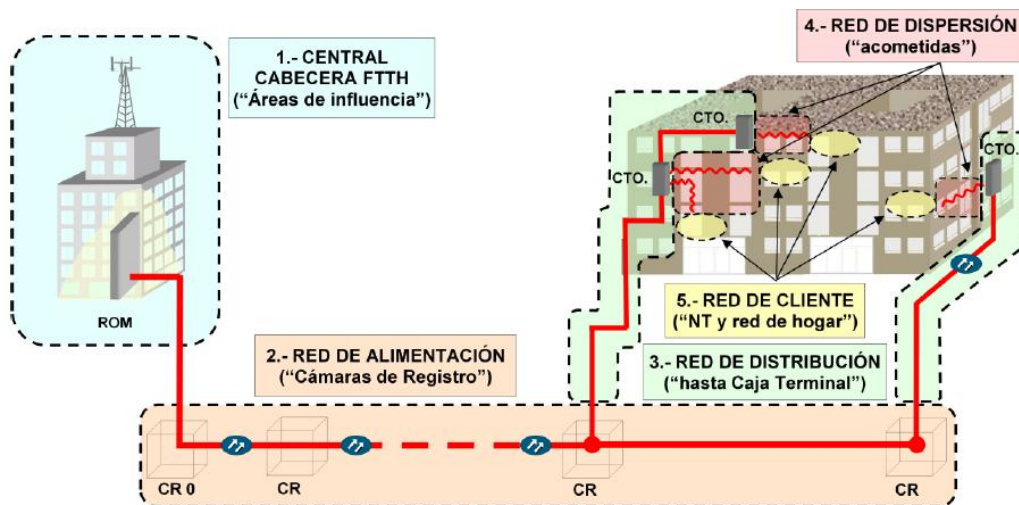 1.- CENTRAL
CABECERA FTTH
(“Áreas de influencia”)
4.- RED DE DISPERSIÓN
(“acometidas”)
CTO.
CTO.
CTO.
ROM
5.- RED DE CLIENTE
(“NT y red de hogar”)
2.- RED DE ALIMENTACIÓN
(“Cámaras de Registro”)
3.- RED DE DISTRIBUCIÓN
(“hasta Caja Terminal”)
CR 0
CR
CR
CR